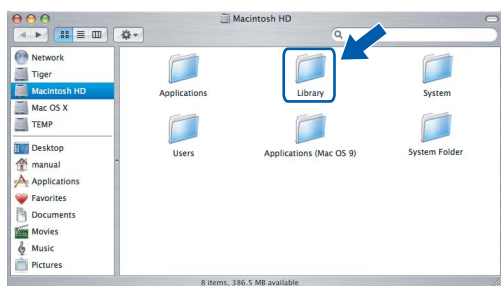 Macintosh HD
Network
Tiger
Macintosh HD
Mac OS X
TEMP
Desktop
manual
Applications
Favorites
Documents
Movies
Music
Pictures
Applications
Library
System
Users
Applications (Mac OS 9)
System Folder
8 items, 386.5 MB available